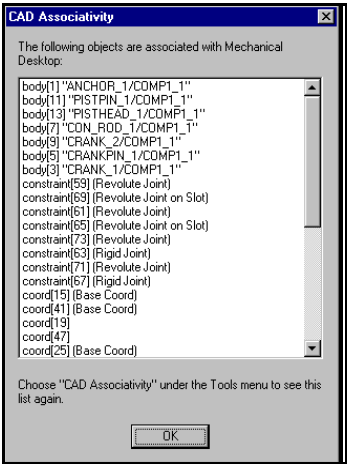 CAD Associativity
The following objects are associated with Mechanical
Desktop:
body[1] "ANCHOR_1/COMP1_1"
body[11] "PISTPIN_1/COMP1_1"
body[13] "PISTHEAD_1/COMP1_1"
body[7] "CON_ROD_1/COMP1_1"
body[9] "CRANK_2/COMP1_1"
body[5] "CRANKPIN_1/COMP1_1"
body[3] "CRANK_1/COMP1_1"
constraint[59] (Revolute Joint)
constraint[69] (Revolute Joint on Slot)
constraint[61] (Revolute Joint)
constraint[65] (Revolute Joint on Slot)
constraint[73] (Revolute Joint)
constraint[63] (Rigid Joint)
constraint[71] (Revolute Joint)
constraint[67] (Rigid Joint)
coord[15] (Base Coord)
coord[41] (Base Coord)
coord[19]
coord[47]
coord[25] (Base Coord)
Choose "CAD Associativity" under the Tools menu to see this
list again.
OK